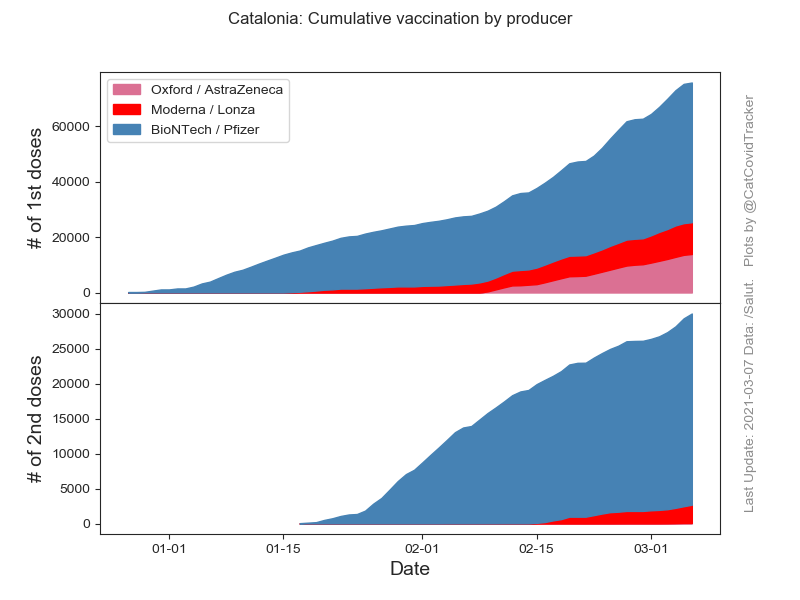 Catalonia: Cumulative vaccination by producer
Oxford / AstraZeneca
Moderna / Lonza
BioNTech / Pfizer
# of 1st doses
60000
40000
20000
0
# of 2nd doses
30000
25000
20000
15000
10000
5000
0
01-01
01-15
02-01
02-15
03-01
Date
Last Update: 2021-03-07 Data: /Salut. Plots by @CatCovidTracker